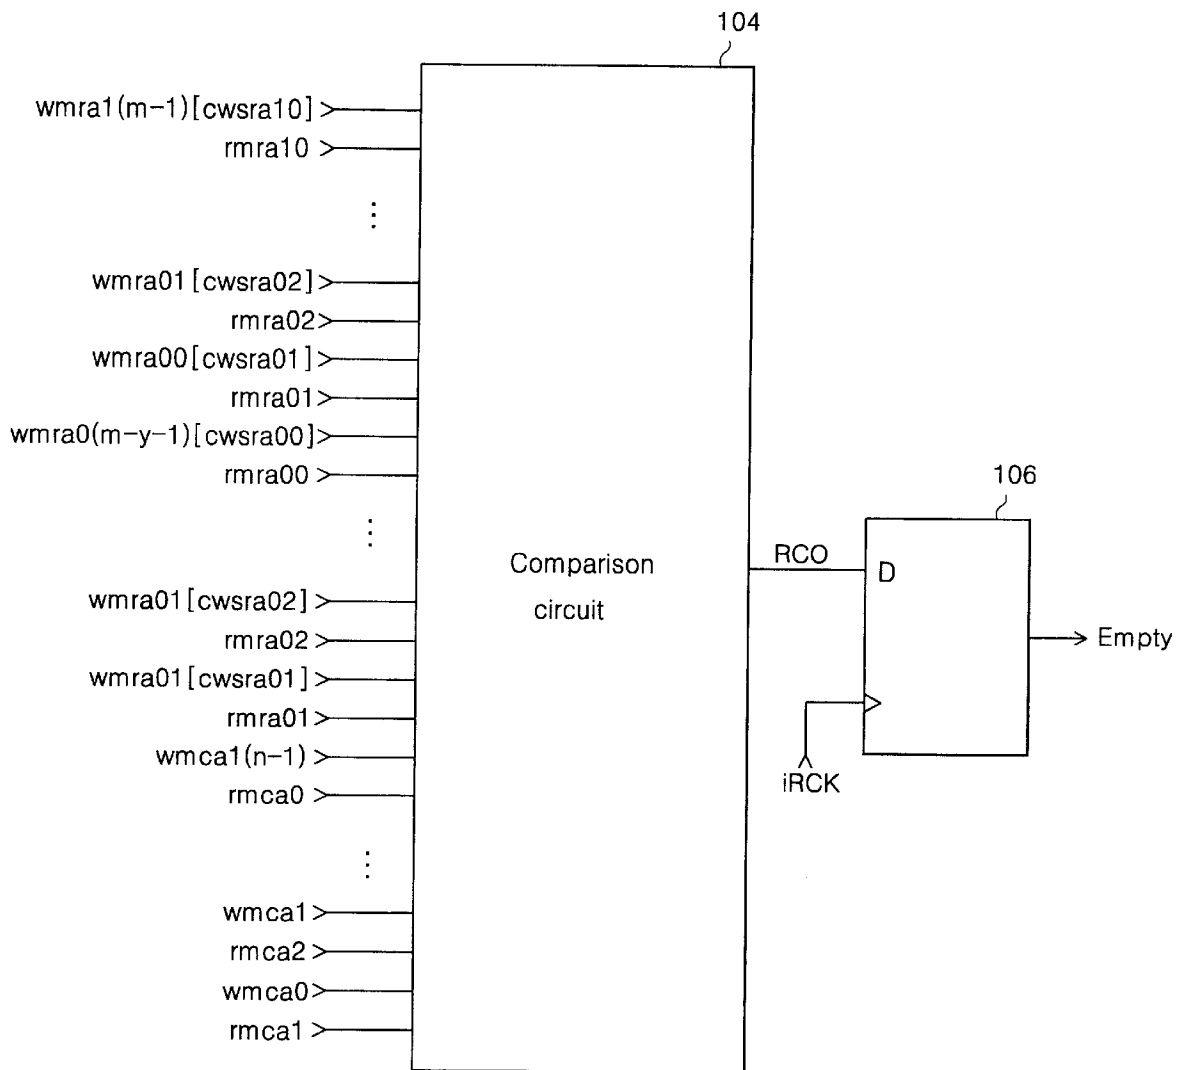 104
wmra1(m-1)[cwsra10]
rmra10
wmra01[cwsra02]
rmra02
wmra00[cwsra01]
rmra01
wmra0(m-y-1)[cwsra00]
rmra00
106
Comparison
circuit
RCO
D
Empty
wmra01[cwsra02]
rmra02
wmra01[cwsra01]
rmra01
wmca1(n-1)
iRCK
rmca0
wmca1
rmca2
wmca0
rmca1